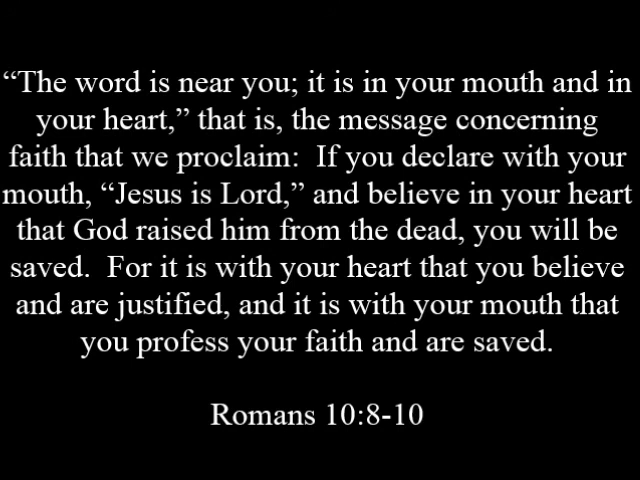 “The word is near you; it is in your mouth and in
your heart,” that is, the message concerning
faith that we proclaim:  If you declare with your
mouth, “Jesus is Lord,” and believe in your heart
that God raised him from the dead, you will be
saved.  For it is with your heart that you believe
and are justified, and it is with your mouth that
you profess your faith and are saved.
Romans 10:8-10